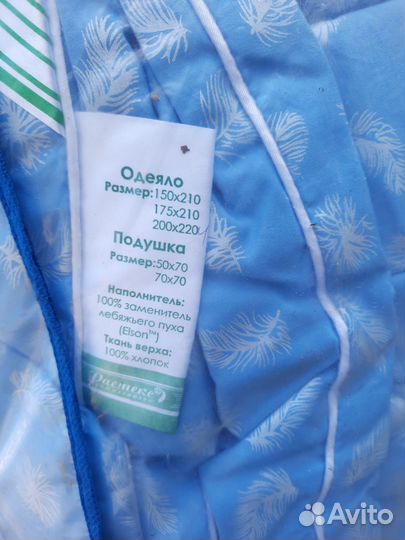 Одеяло
Размер:150х210
175х210
200х220
Подушка
Размер: 50х70
70х70
Наполнитель:
100% заменитель
лебяжьего пуха
(Elson™)
Ткань верха:
100% хлопок
Растекс
Avito